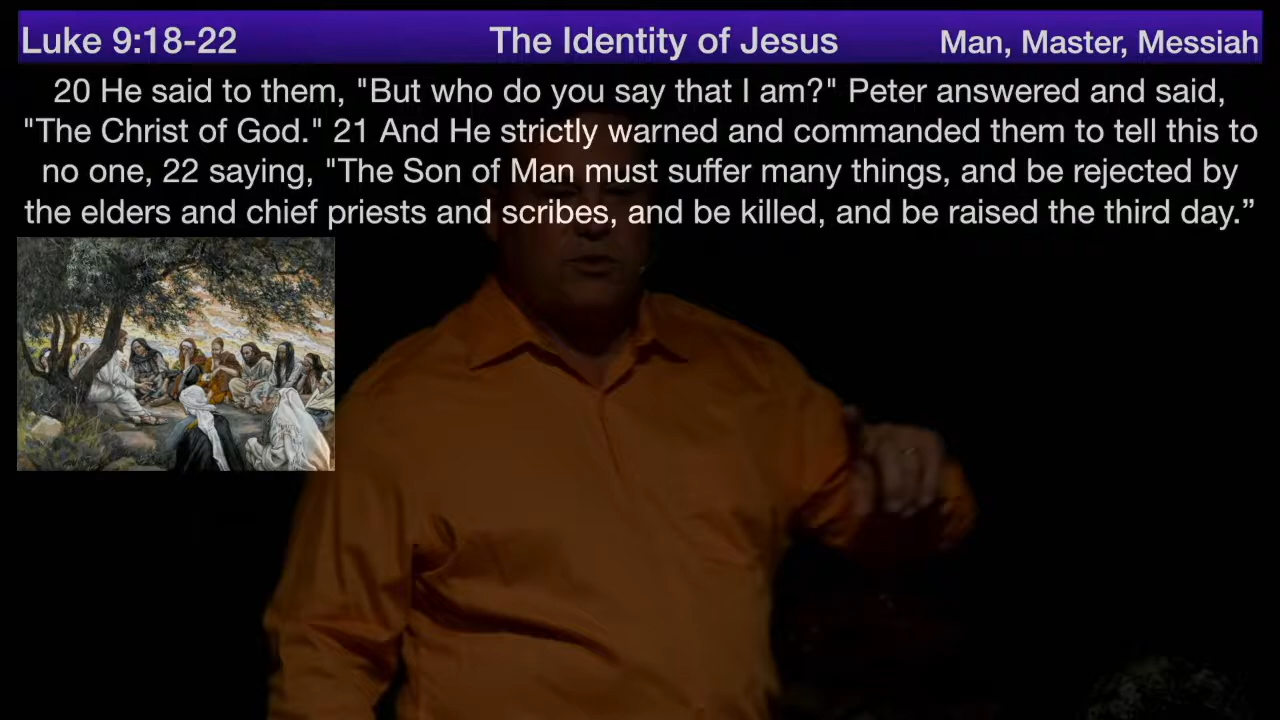 Luke 9:18-22 The Identity of Jesus Man, Master, Messiah
20 He said to them, "But who do you say that I am?" Peter answered and said,
"The Christ of God." 21 And He strictly warned and commanded them to tell this to
no one, 22 saying, "The Son of Man must suffer many things, and be rejected by
the elders and chief priests and scribes, and be killed, and be raised the third day.”